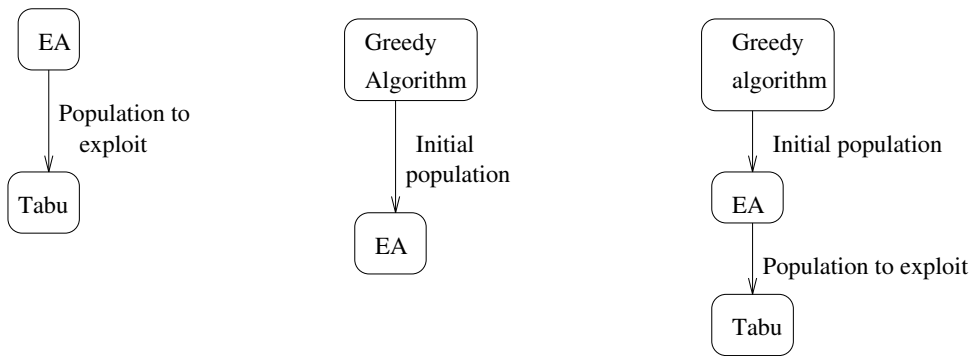 EA
Population to
exploit
Tabu
Greedy
Algorithm
Initial
population
EA
Greedy
algorithm
Initial population
EA
Population to exploit
Tabu